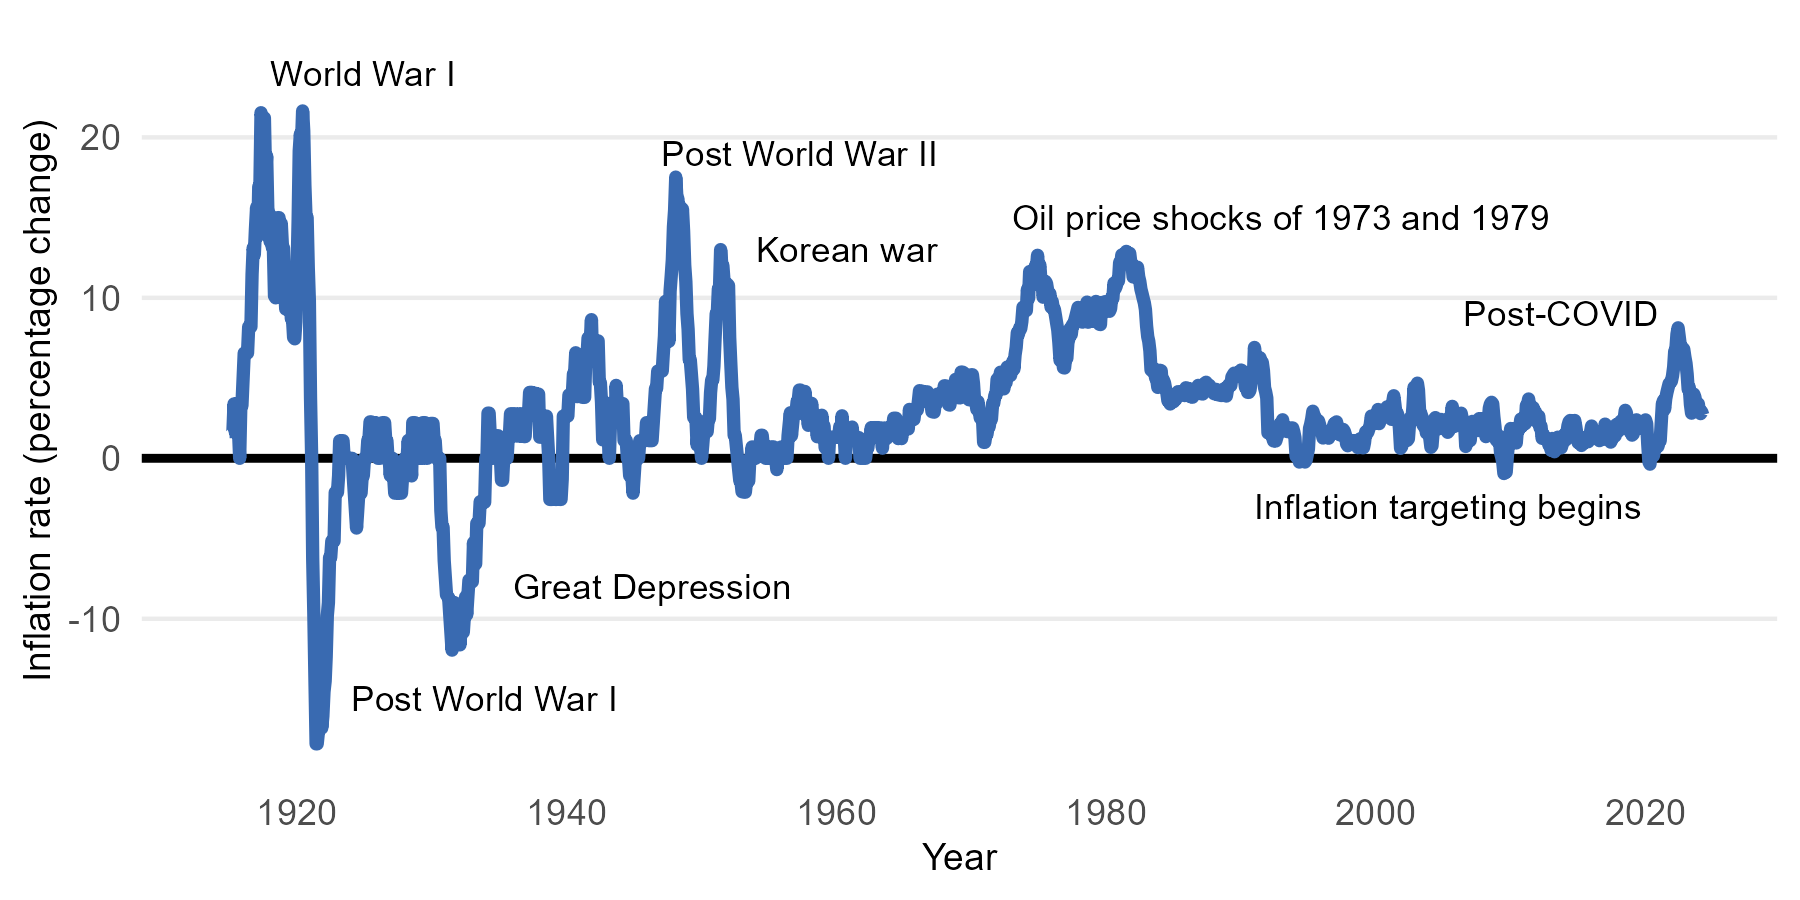 World War I
20
Post World War II
Oil price shocks of 1973 and 1979
Korean war
10
Post-COVID
0
Inflation targeting begins
Great Depression
-10
Post World War I
Inflation rate (percentage change)
1920
1940
1960
1980
2000
2020
Year